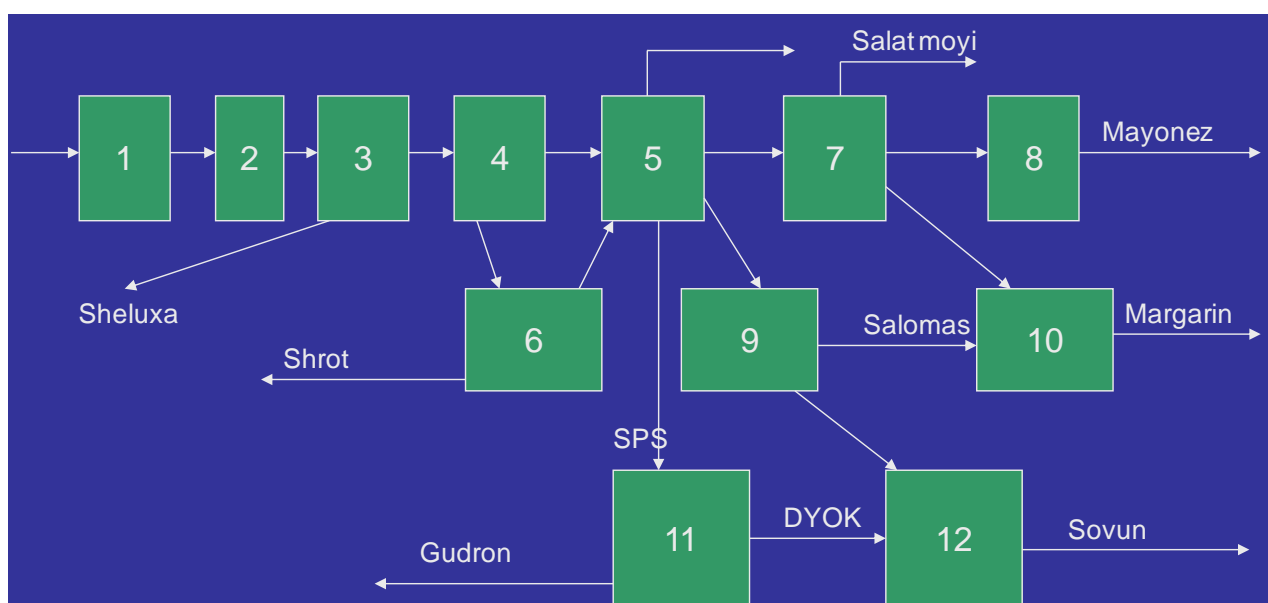 Salat moyi
1
2
3
4
5
7
8
Mayonez
Sheluxa
6
9
Salomas
10
Margarin
Shrot
SPS
11
DYOK
12
Sovun
Gudron